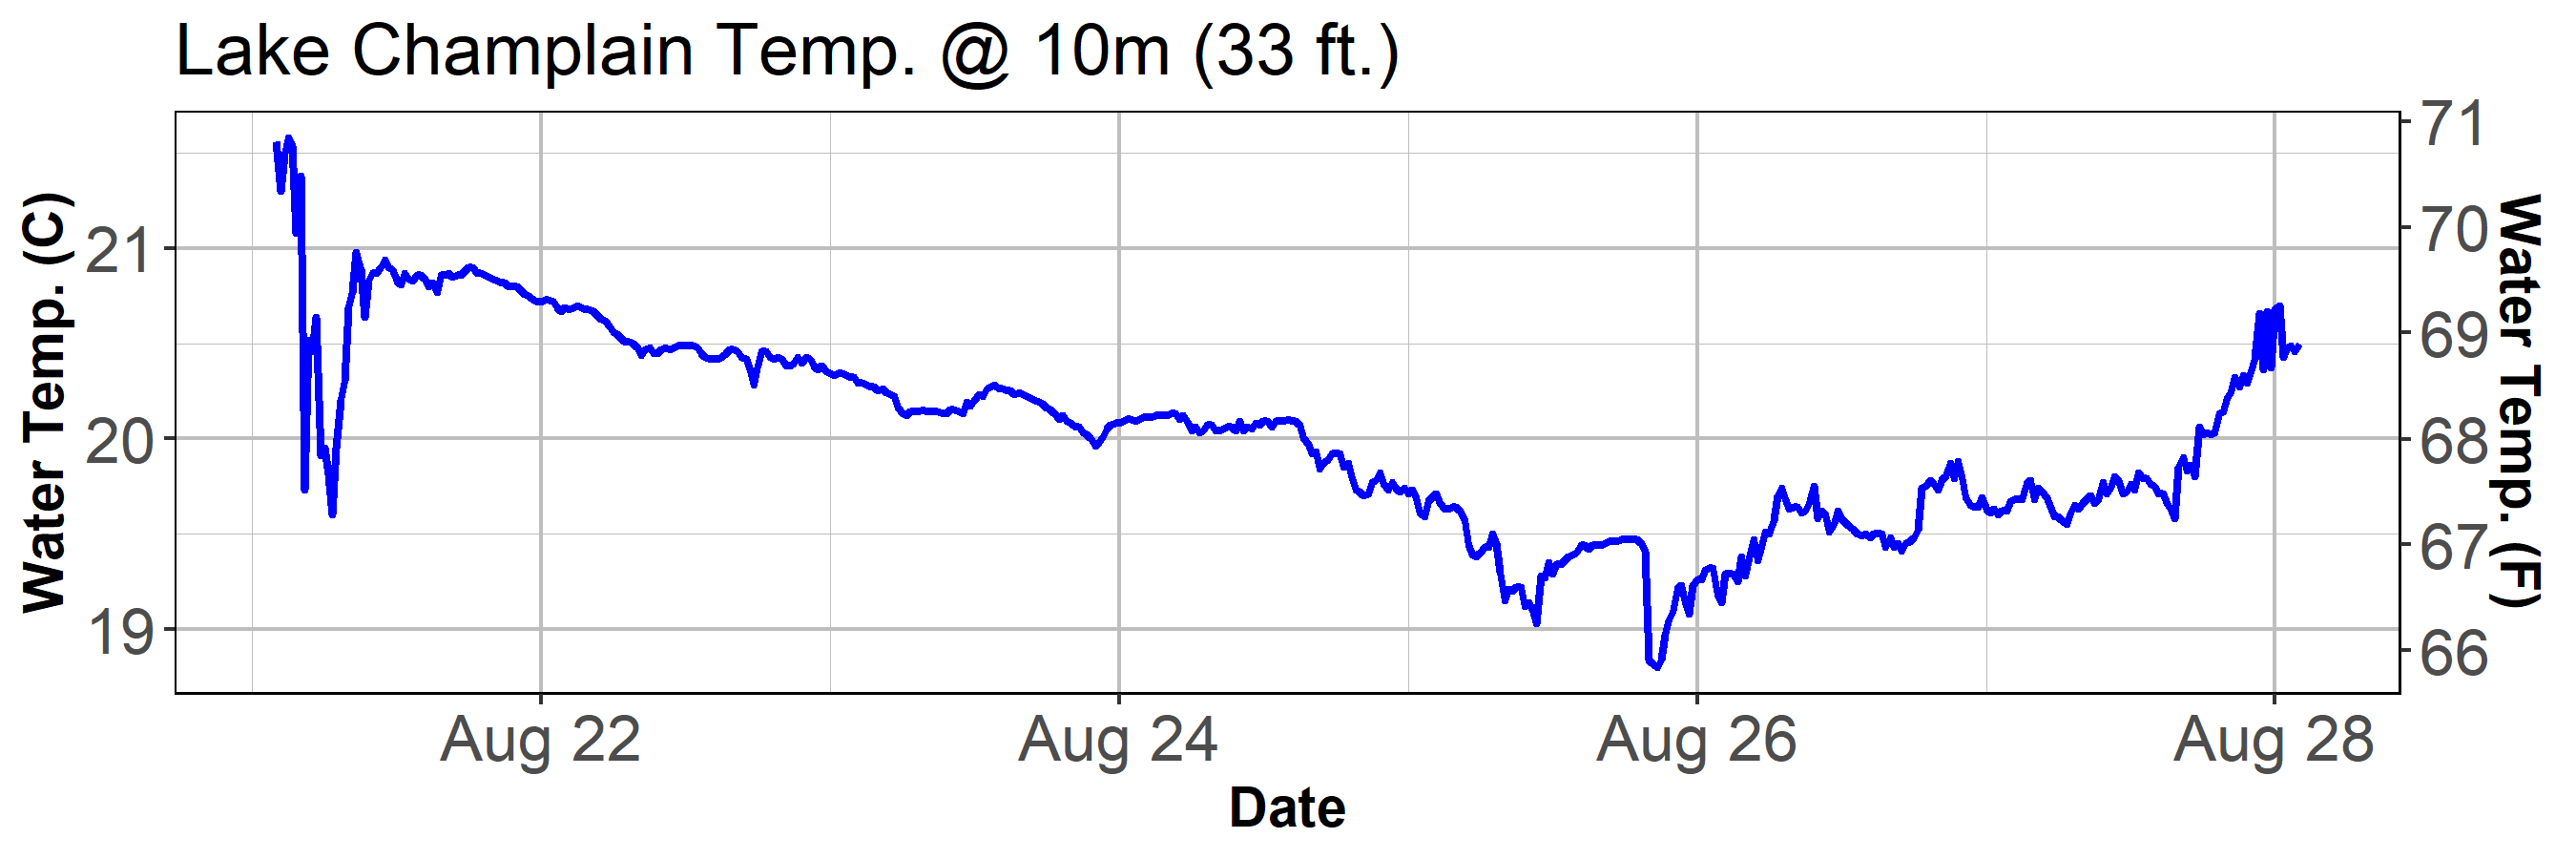 Lake Champlain Temp. @ 10m (33 ft.)
Water Temp. (C)
21
20
19
71
70
69
68
67
66
Water Temp. (F)
Aug 22 Aug 24 Aug 26 Aug 28
Date